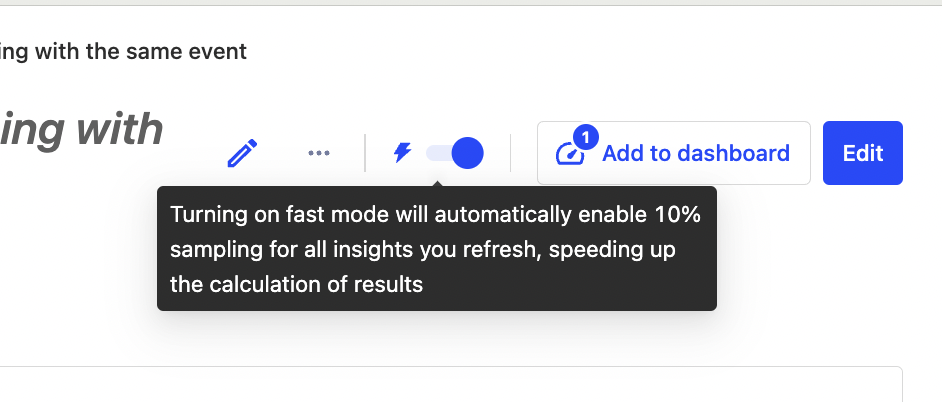 ing with the same event
ing with
1
Add to dashboard
Edit
Turning on fast mode will automatically enable 10%
sampling for all insights you refresh, speeding up
the calculation of results